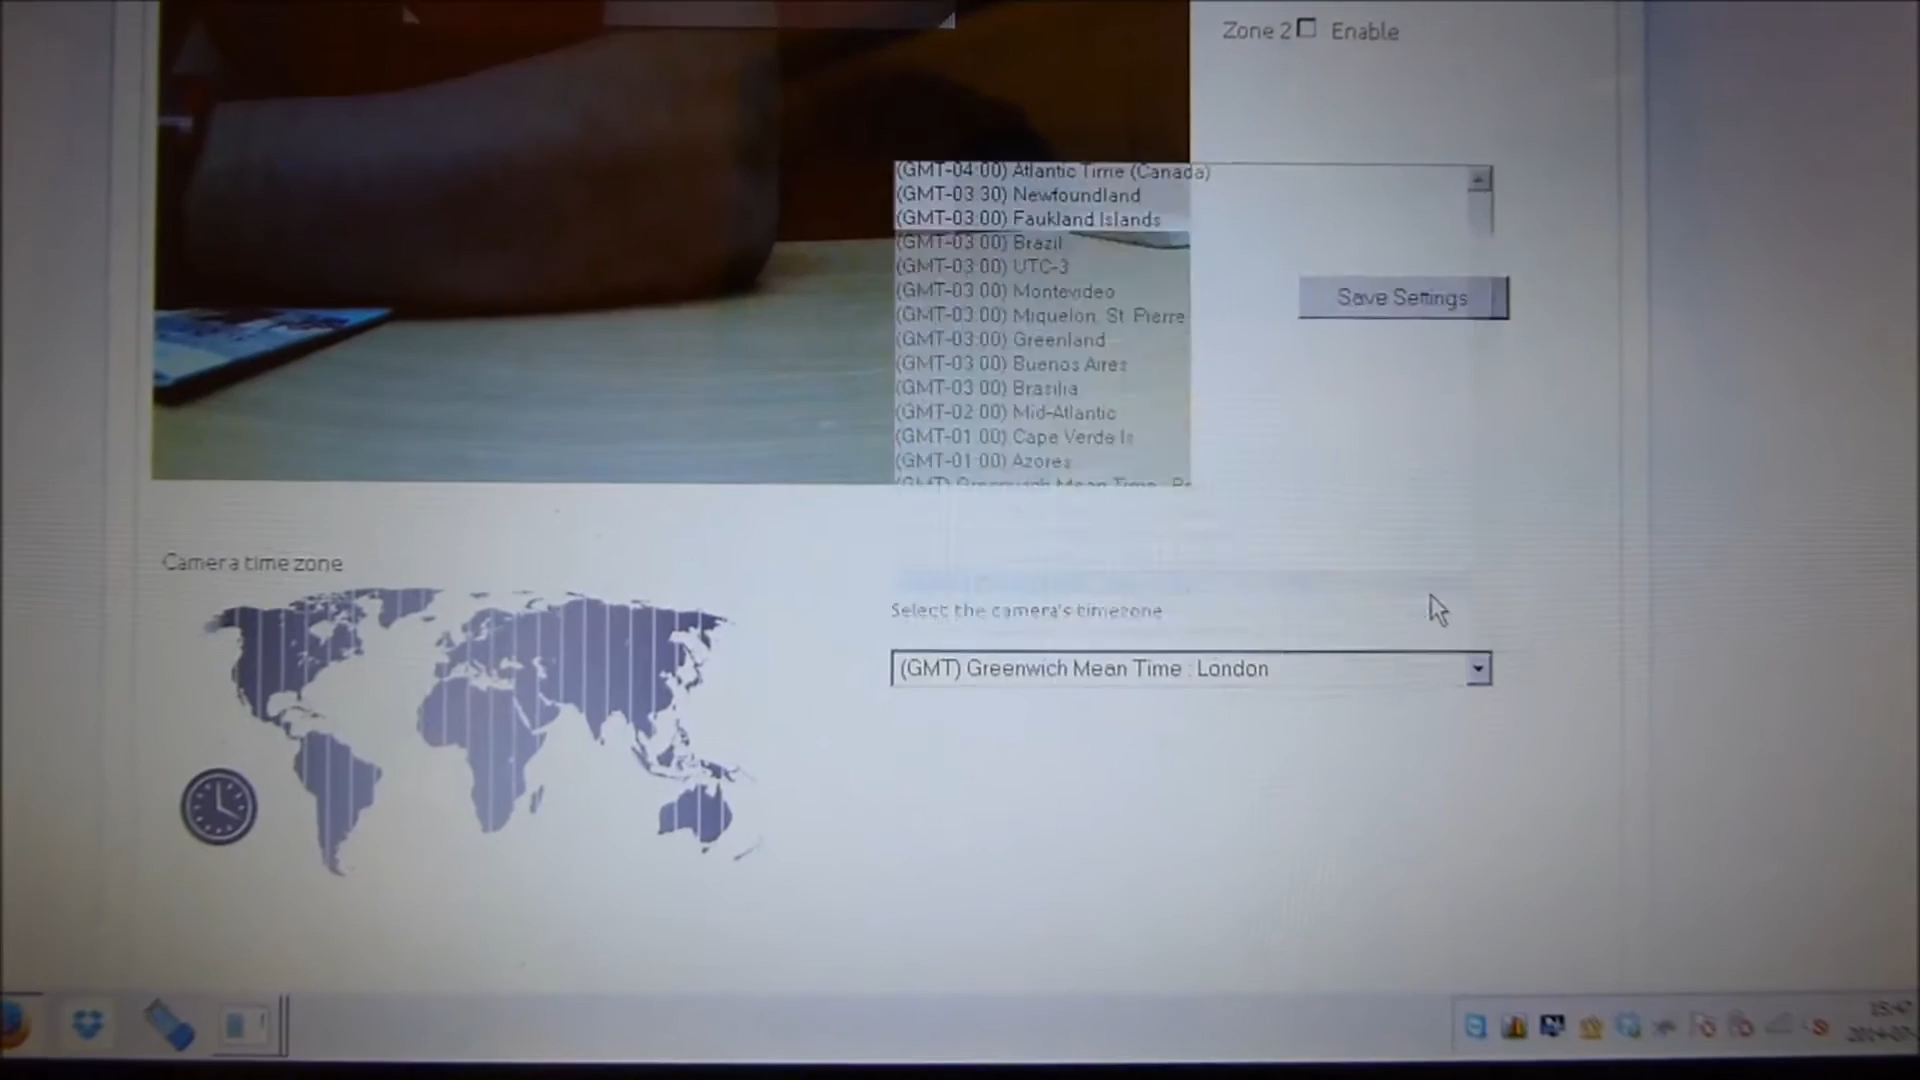 Zone 2 Enable
(GMT-04:00) Atlantic Time (Canada)
(GMT-03:30) Newfoundland
(GMT-03:00) Faukland Islands
(GMT-03:00) Brazil
(GMT-03:00) UTC-3
(GMT-03:00) Montevideo
(GMT-03:00) Miquelon, St. Pierre
(GMT-03:00) Greenland
(GMT-03:00) Buenos Aires
(GMT-03:00) Brasilia
(GMT-02:00) Mid-Atlantic
(GMT-01:00) Cape Verde Is
(GMT-01:00) Azores
(GMT) Greenwich Mean Time :
Save Settings
Camera time zone
Select the camera's timezone
(GMT) Greenwich Mean Time : London